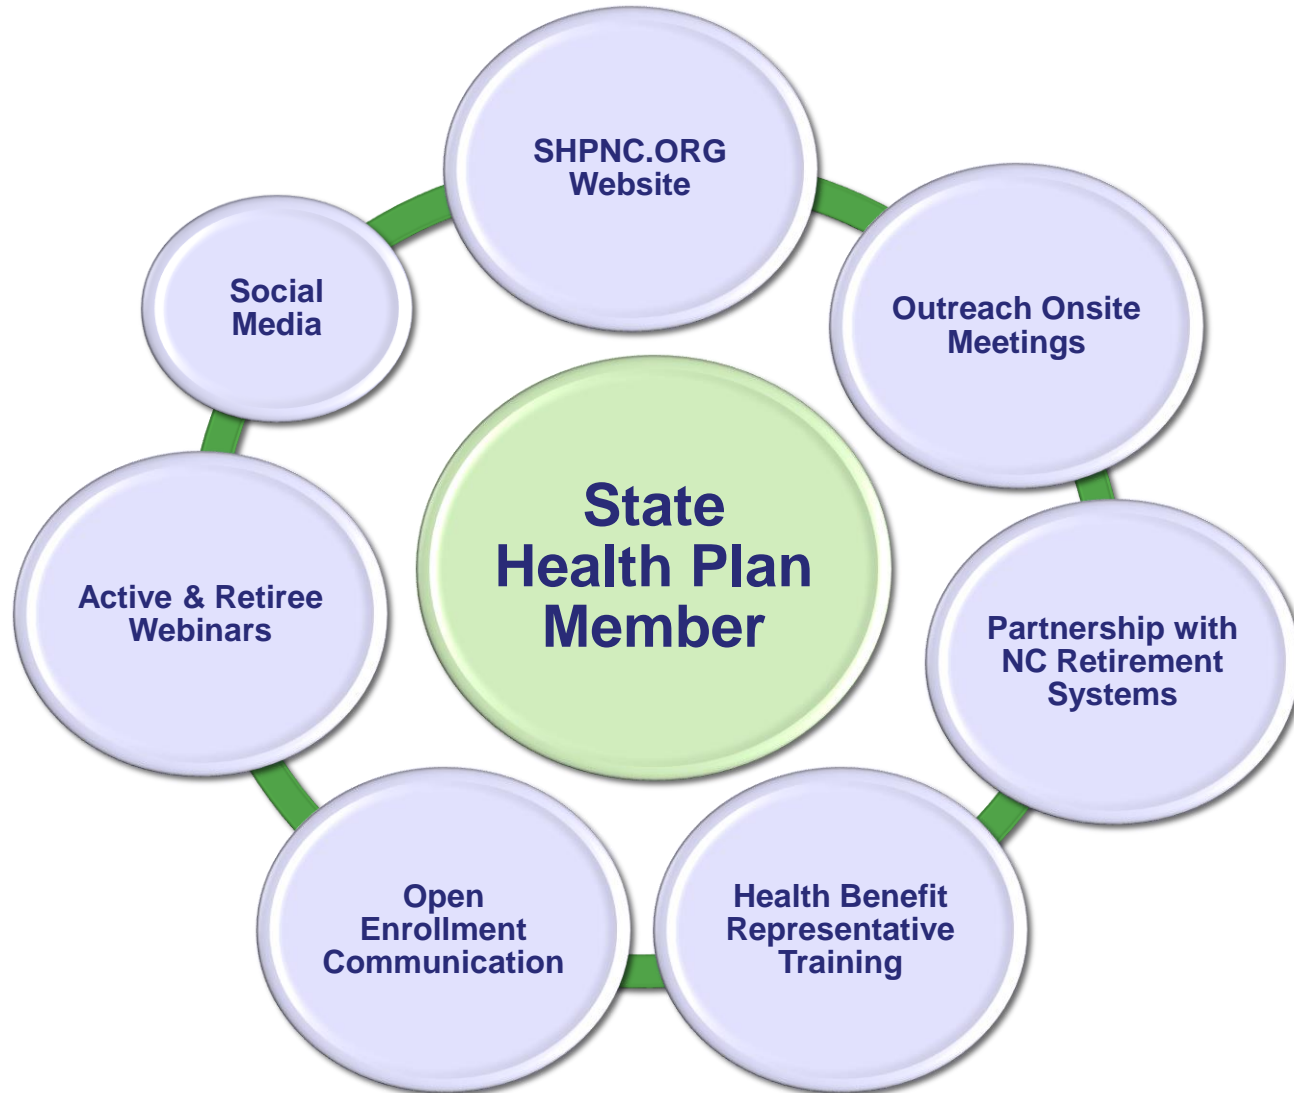 SHPNC.ORG
Website
Social
Media
Outreach Onsite
Meetings
State
Health Plan
Member
Active & Retiree
Webinars
Partnership with
NC Retirement
Systems
Open
Enrollment
Communication
Health Benefit
Representative
Training